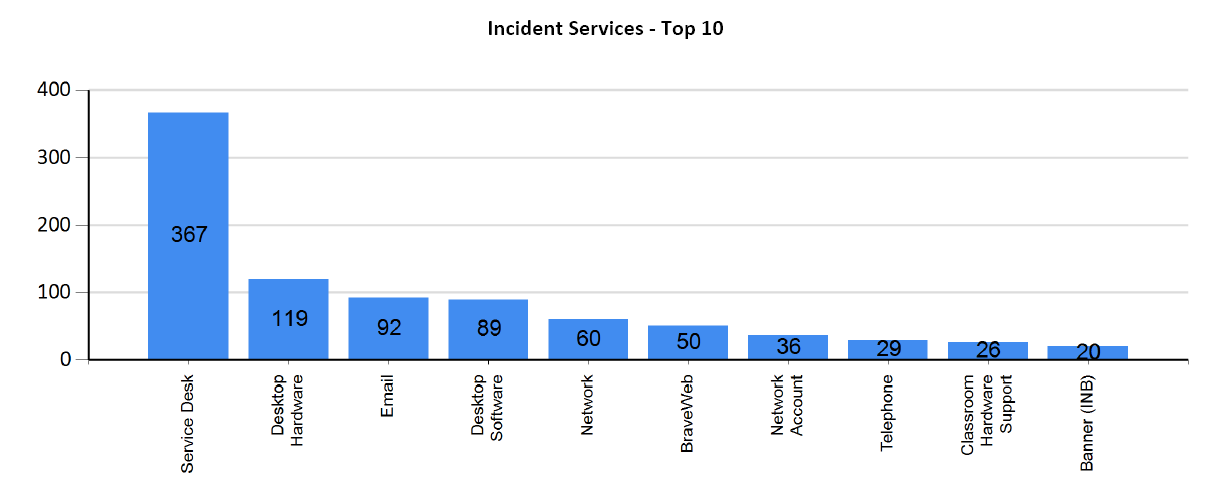 Incident Services - Top 10
400
300
200
100
0
367
119
92
89
60
50
36
29
26
20
Service Desk
Desktop
Hardware
Email
Desktop
Software
Network
BraveWeb
Network
Account
Telephone
Classroom
Hardware
Support
Banner (INB)